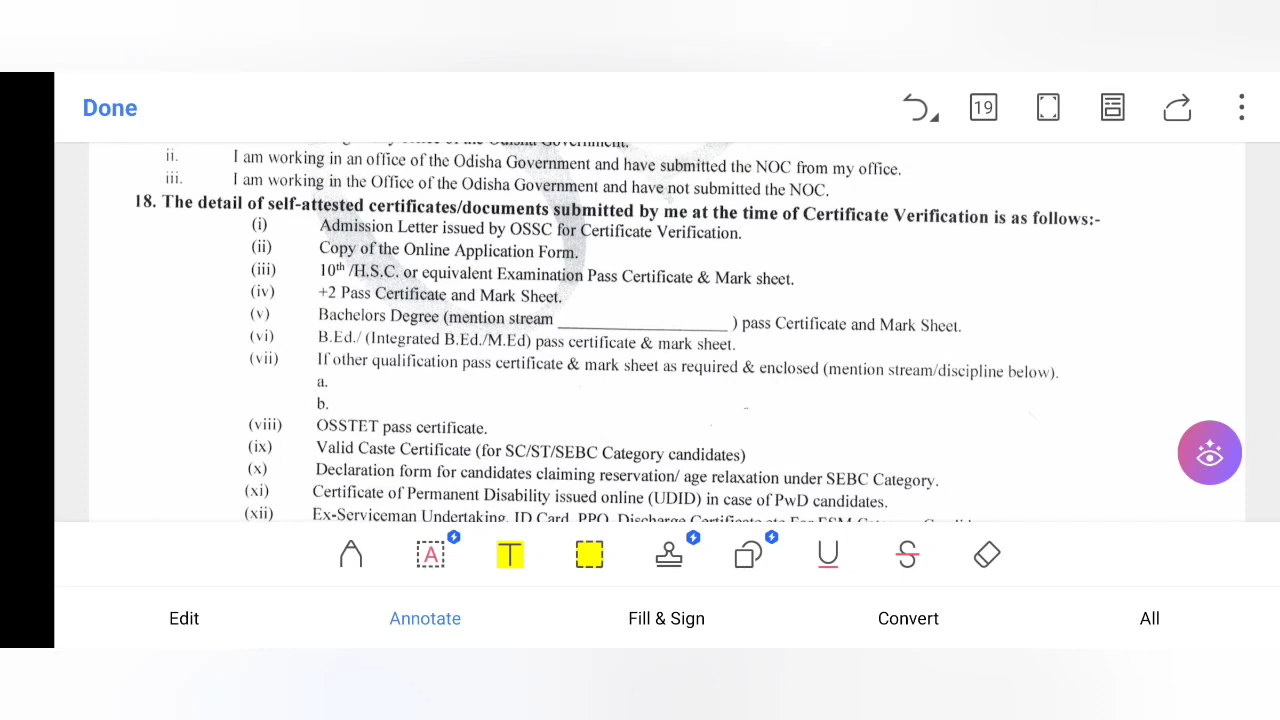 Done
19
Government.
ii. I am working in an office of the Odisha Government and have submitted the NOC from my office.
iii. I am working in the Office of the Odisha Government and have not submitted the NOC.
18. The detail of self-attested certificates/documents submitted by me at the time of Certificate Verification is as follows:-
(i) Admission Letter issued by OSSC for Certificate Verification.
(ii) Copy of the Online Application Form.
(iii) 10th /H.S.C. or equivalent Examination Pass Certificate & Mark sheet.
(iv) +2 Pass Certificate and Mark Sheet.
(v) Bachelors Degree (mention stream ____________________ ) pass Certificate and Mark Sheet.
(vi) B.Ed./ (Integrated B.Ed./M.Ed) pass certificate & mark sheet.
(vii) If other qualification pass certificate & mark sheet as required & enclosed (mention stream/discipline below).
a.
b.
(viii) OSSTET pass certificate.
(ix) Valid Caste Certificate (for SC/ST/SEBC Category candidates)
(x) Declaration form for candidates claiming reservation/ age relaxation under SEBC Category.
(xi) Certificate of Permanent Disability issued online (UDID) in case of PwD candidates.
(xii) Ex-Serviceman Undertaking, ID Card, PPO, Discharge Certificate etc For ESM
A T U S
Edit Annotate Fill & Sign Convert All